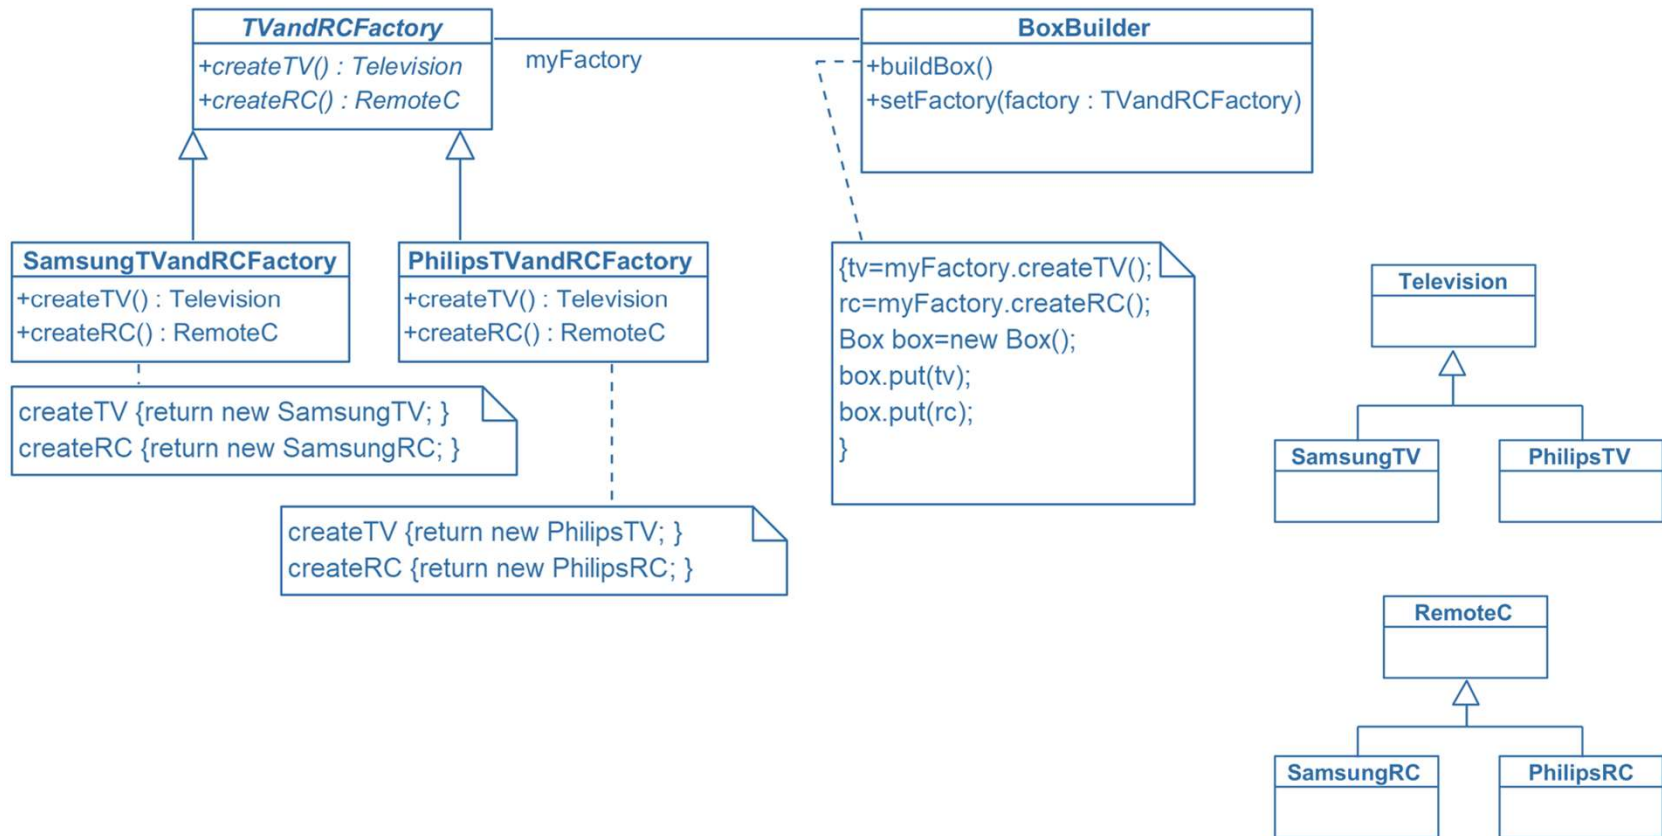 TVandRCFactory
+createTV() : Television
+createRC() : RemoteC
myFactory
BoxBuilder
+buildBox()
+setFactory(factory : TVandRCFactory)
SamsungTVandRCFactory
+createTV() : Television
+createRC() : RemoteC
PhilipsTVandRCFactory
+createTV() : Television
+createRC() : RemoteC
createTV {return new SamsungTV; }
createRC {return new SamsungRC; }
createTV {return new PhilipsTV; }
createRC {return new PhilipsRC; }
{tv=myFactory.createTV();
rc=myFactory.createRC();
Box box=new Box();
box.put(tv);
box.put(rc);
}
Television
SamsungTV
PhilipsTV
RemoteC
SamsungRC
PhilipsRC